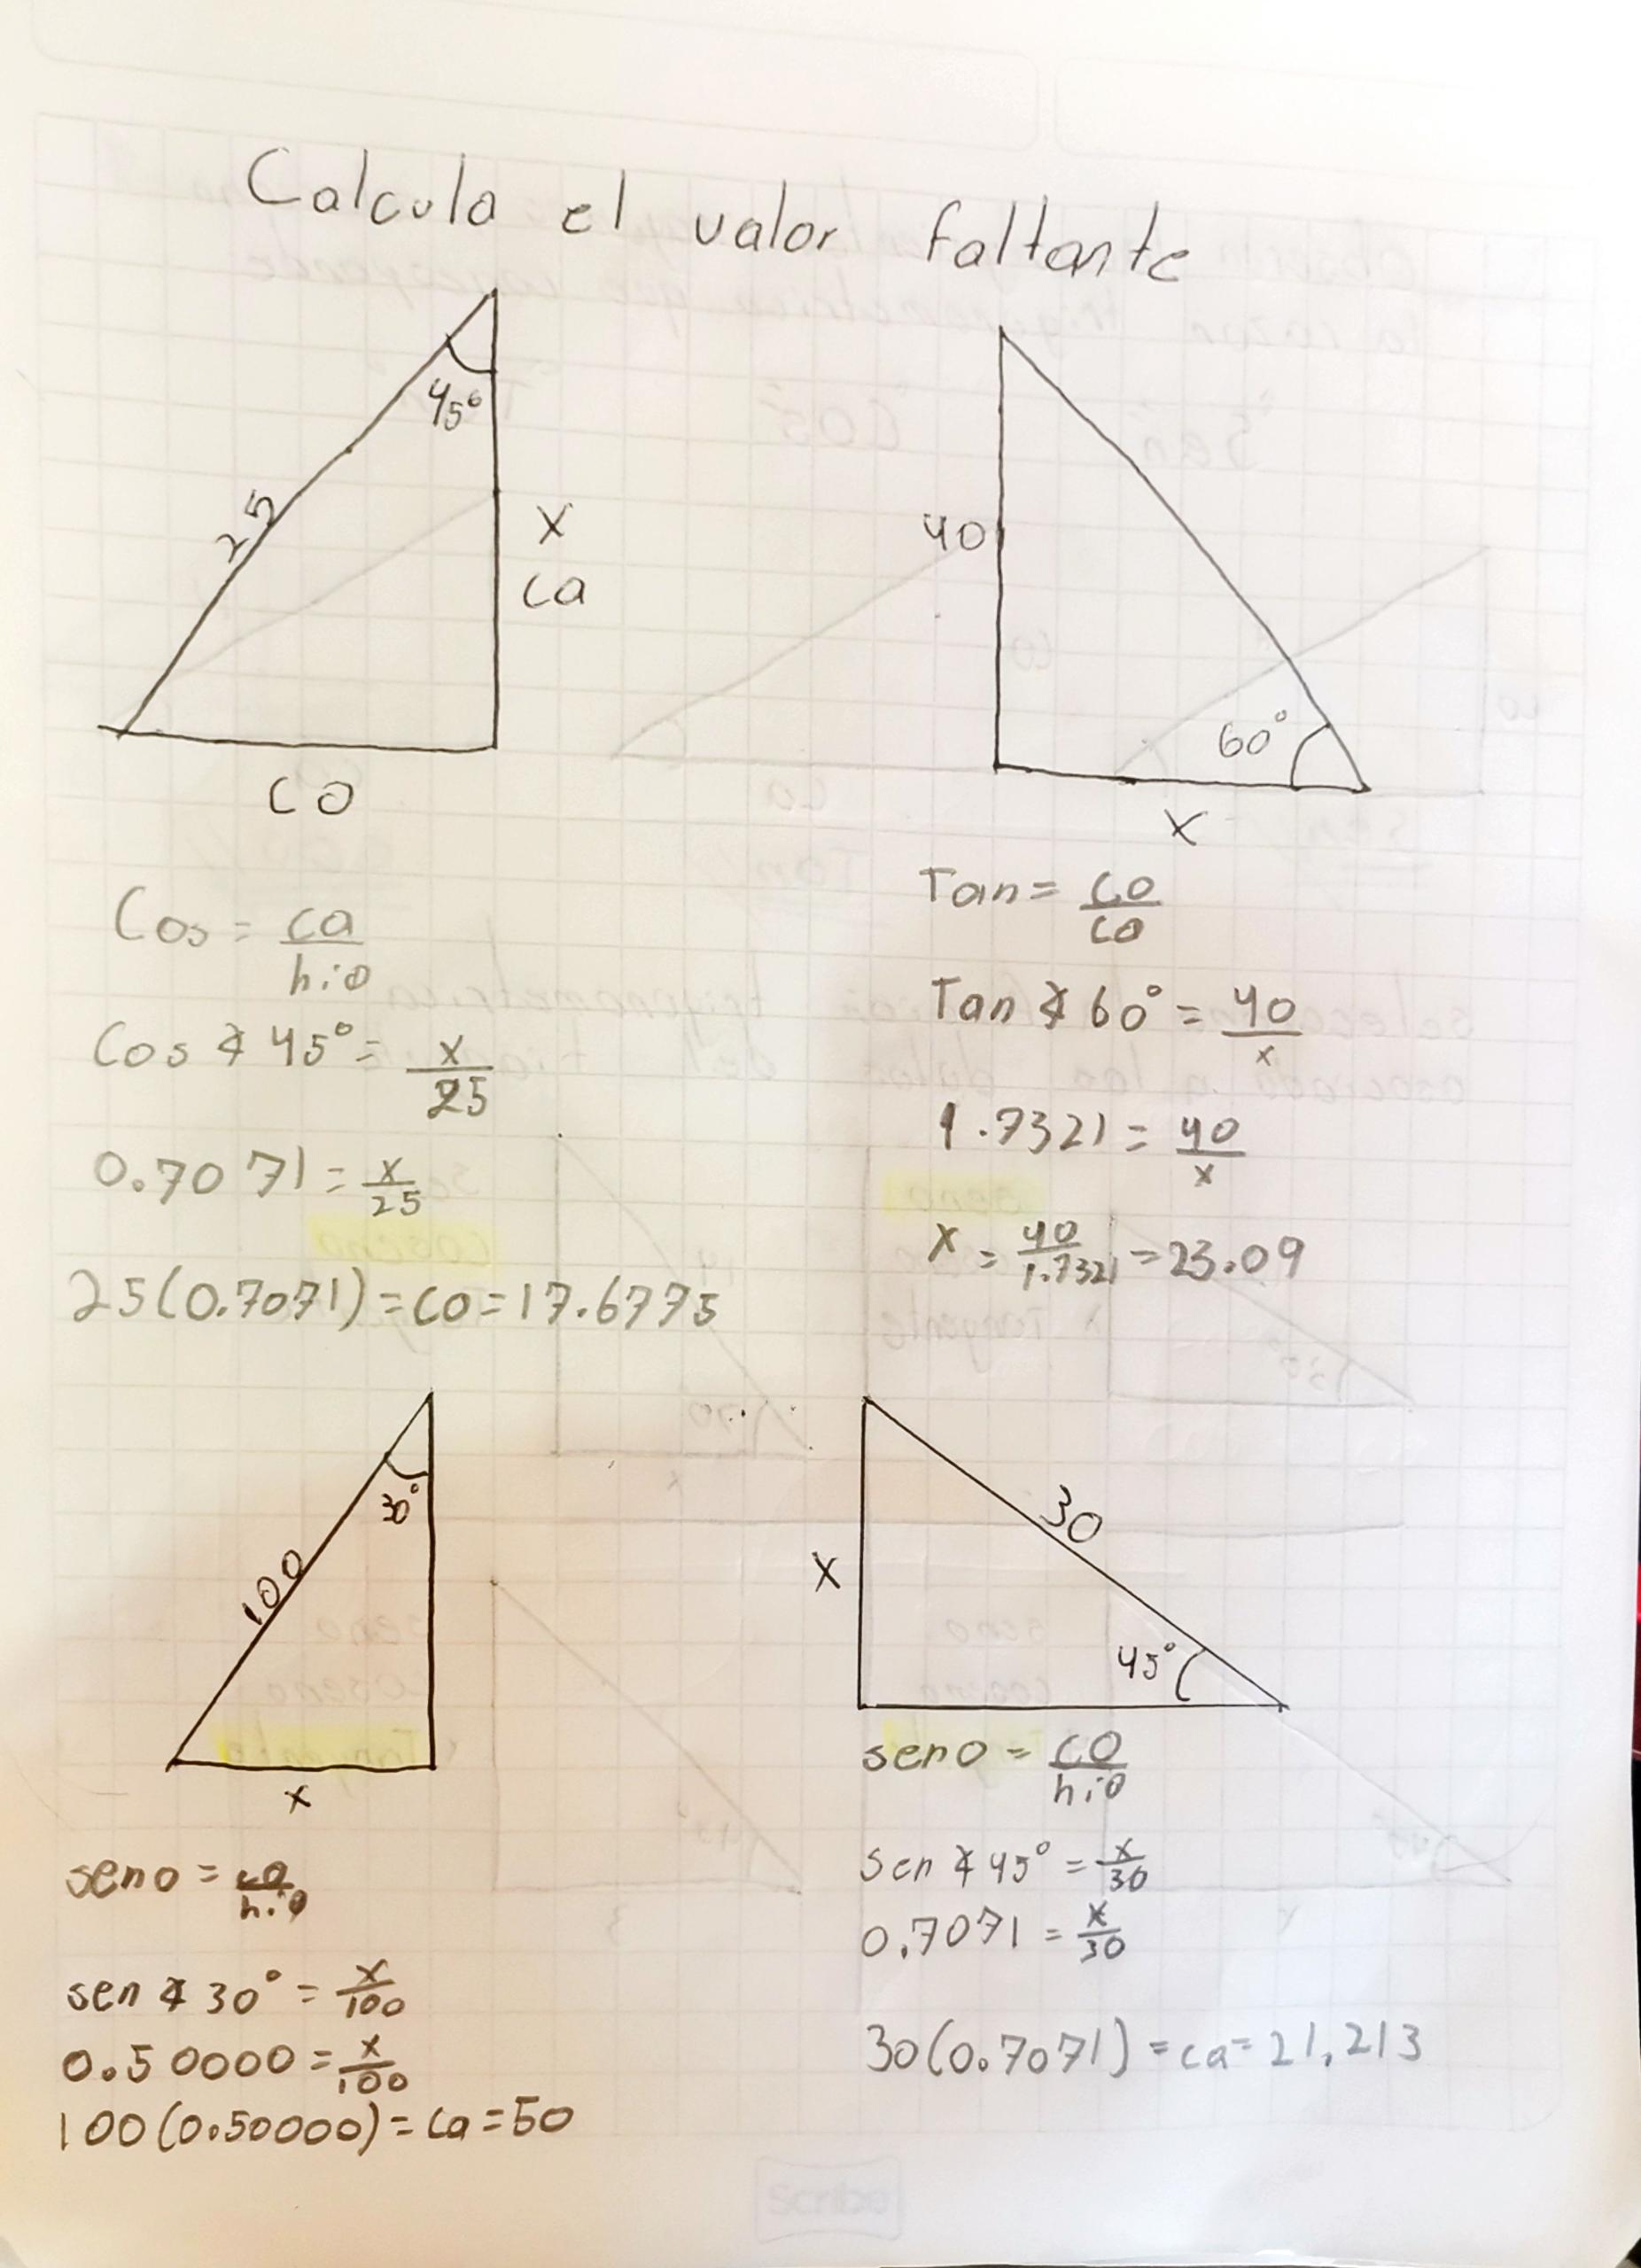 Calcula el valor faltante
45°
25
x
ca
co
Cos = ca/hip
Cos ∡ 45° = x/25
0.7071 = x/25
25(0.7071) = co = 17.6775
40
60°
x
Tan = co/ca
Tan ∡ 60° = 40/x
1.7321 = 40/x
x = 40/1.7321 = 23.09
30°
100
x
seno = co/hip
sen ∡ 30° = x/100
0.50000 = x/100
100(0.50000) = ca = 50
30
x
45°
seno = co/hip
sen ∡ 45° = x/30
0.7071 = x/30
30(0.7071) = ca = 21,213
Scribe